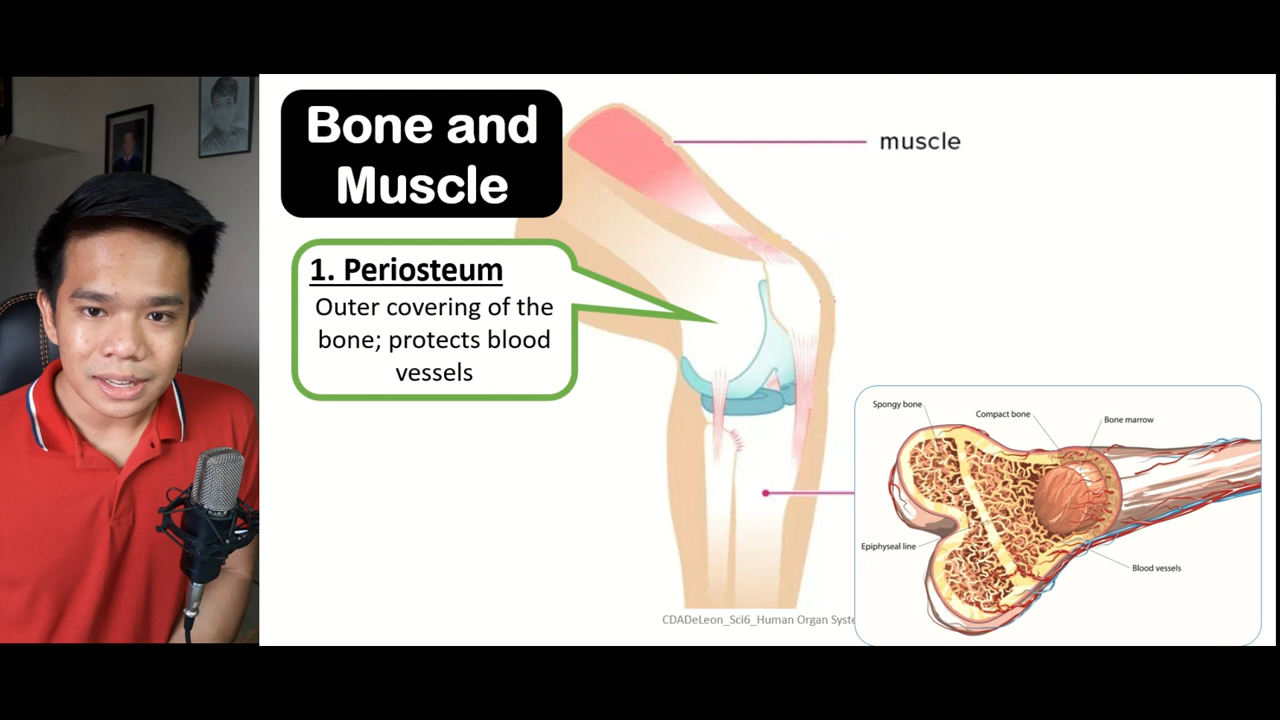 Bone and
Muscle
muscle
1. Periosteum
Outer covering of the
bone; protects blood
vessels
Spongy bone
Compact bone
Bone marrow
Epiphyseal line
Blood vessels
CDADeLeon_Sci6_Human Organ Syste